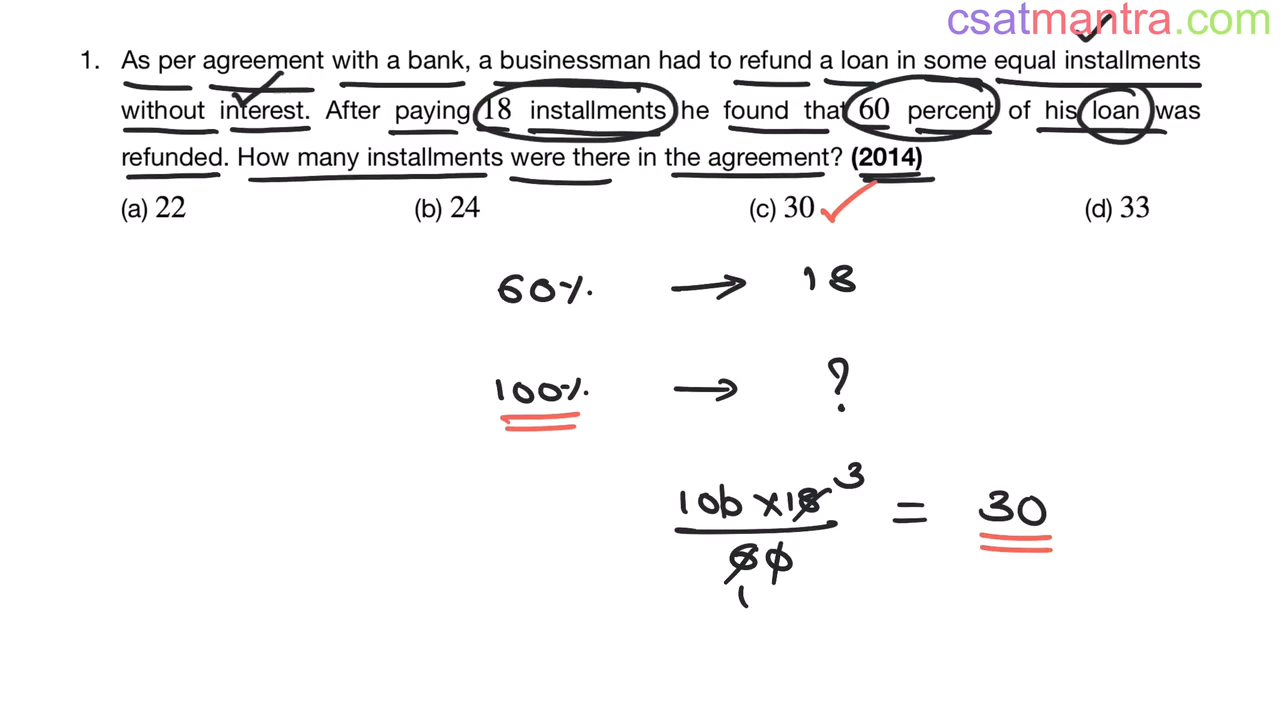 csatmantra.com
1. As per agreement with a bank, a businessman had to refund a loan in some equal installments
without interest. After paying 18 installments he found that 60 percent of his loan was
refunded. How many installments were there in the agreement? (2014)
(a) 22 (b) 24 (c) 30 (d) 33
60% → 18
100% → ?
100 × 18 3
= 30
60
1